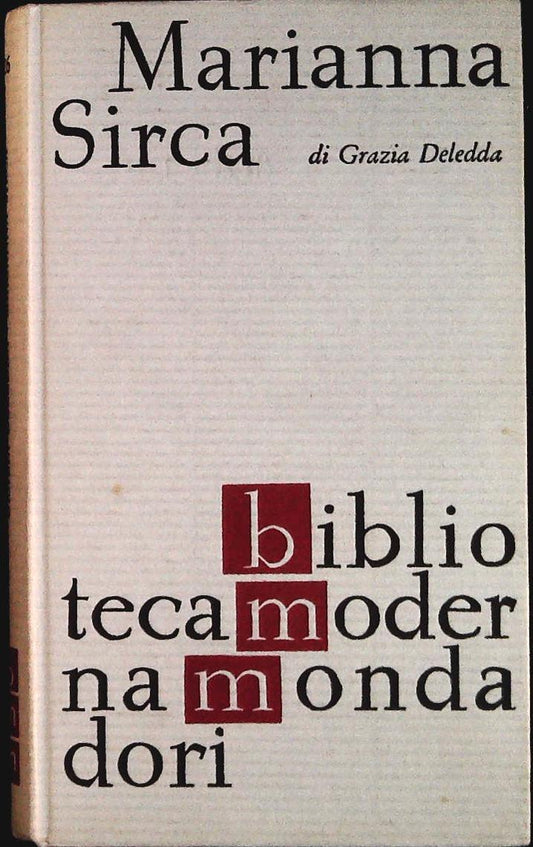 Marianna
Sirca di Grazia Deledda
biblio
tecamoder
namonda
dori